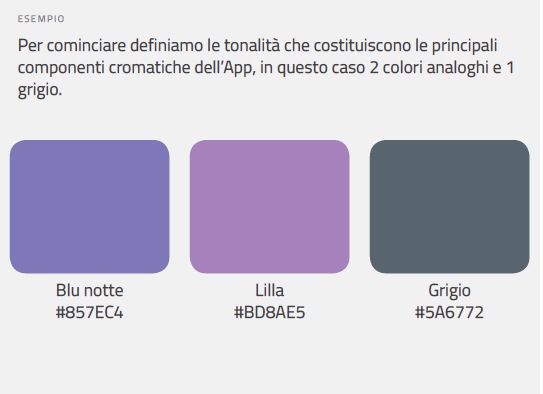 ESEMPIO
Per cominciare definiamo le tonalità che costituiscono le principali
componenti cromatiche dell'App, in questo caso 2 colori analoghi e 1
grigio.
Blu notte
#857EC4
Lilla
#BD8AE5
Grigio
#5A6772